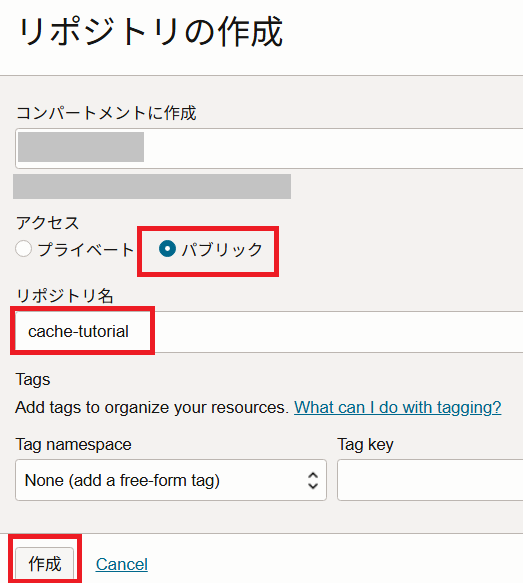 リポジトリの作成
コンパートメントに作成
アクセス
プライベート パブリック
リポジトリ名
cache-tutorial
Tags
Add tags to organize your resources. What can I do with tagging?
Tag namespace Tag key
None (add a free-form tag)
作成 Cancel